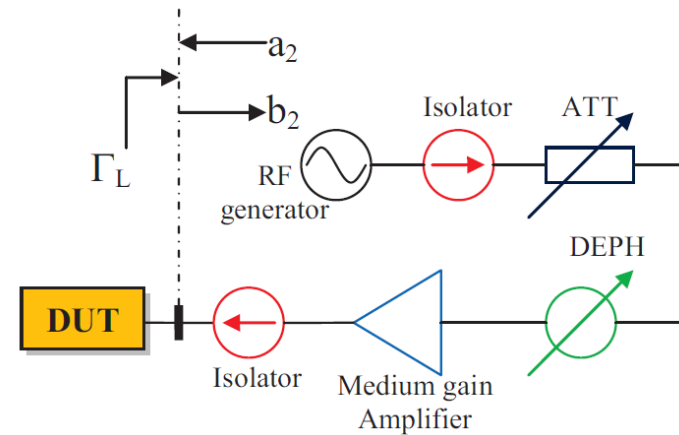 a2
b2
ΓL
Isolator
ATT
RF
generator
DEPH
DUT
Isolator
Medium gain
Amplifier